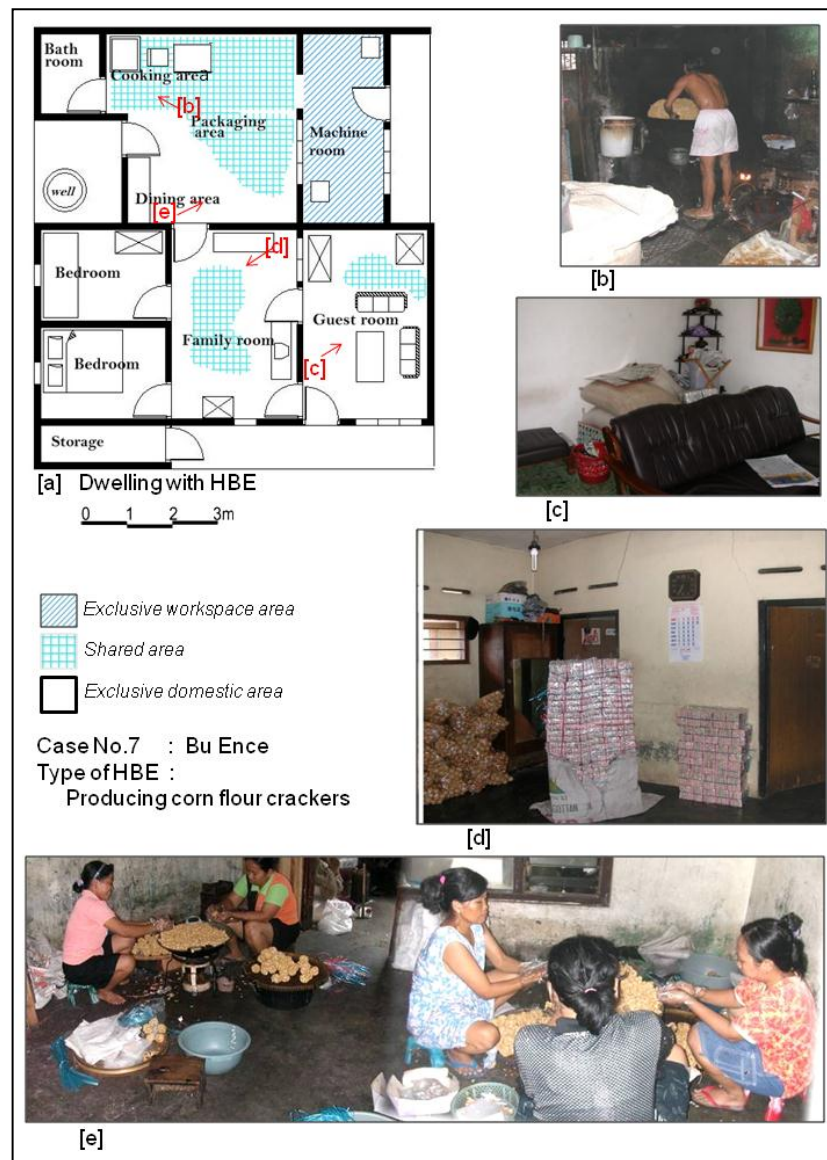 Bath
room
Cooking area
[b]
Packaging
area
Machine
room
well
Dining area
[e]
[d]
Bedroom
Guest room
Family room
[c]
Bedroom
Storage
[a] Dwelling with HBE
0 1 2 3m
Exclusive workspace area
Shared area
Exclusive domestic area
Case No.7 : Bu Ence
Type of HBE :
Producing corn flour crackers
[b]
[c]
[d]
[e]